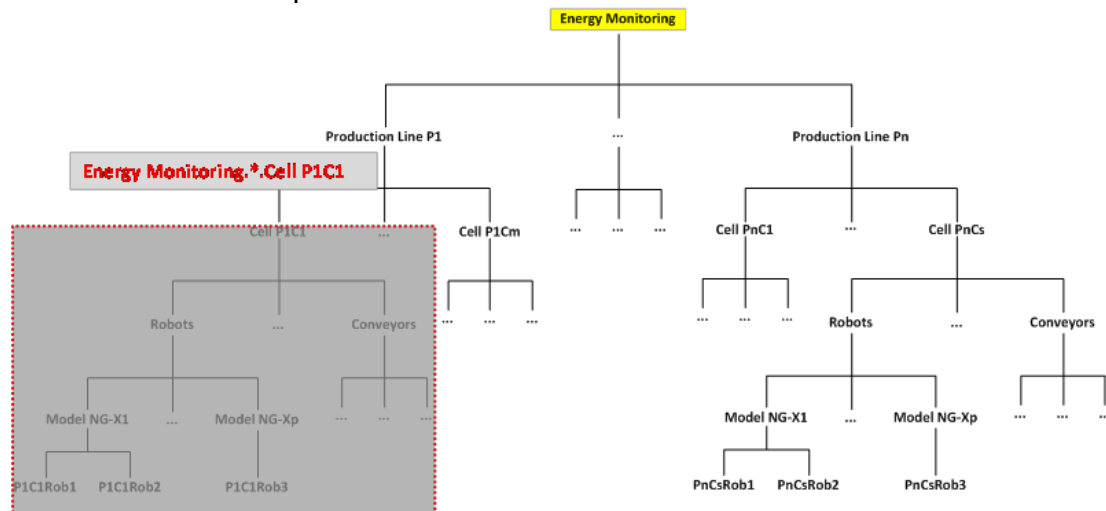 Energy Monitoring
Production Line P1
...
Production Line Pn
Energy Monitoring.*.Cell P1C1
Cell P1C1
...
Cell P1Cm
... ... ...
Cell PnC1
...
Cell PnCs
Robots
...
Conveyors
... ... ...
... ... ...
Robots
...
Conveyors
Model NG-X1
...
Model NG-Xp
... ... ...
Model NG-X1
...
Model NG-Xp
... ... ...
P1C1Rob1
P1C1Rob2
P1C1Rob3
PnCsRob1
PnCsRob2
PnCsRob3